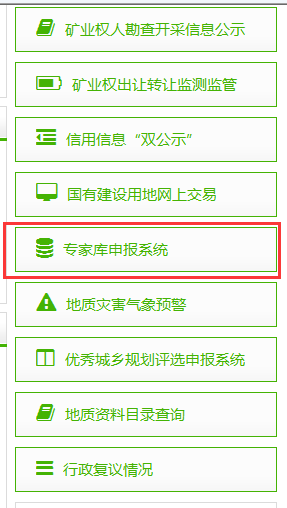 矿业权人勘查开采信息公示
矿业权出让转让监测监管
信用信息“双公示”
国有建设用地网上交易
专家库申报系统
地质灾害气象预警
优秀城乡规划评选申报系统
地质资料目录查询
行政复议情况